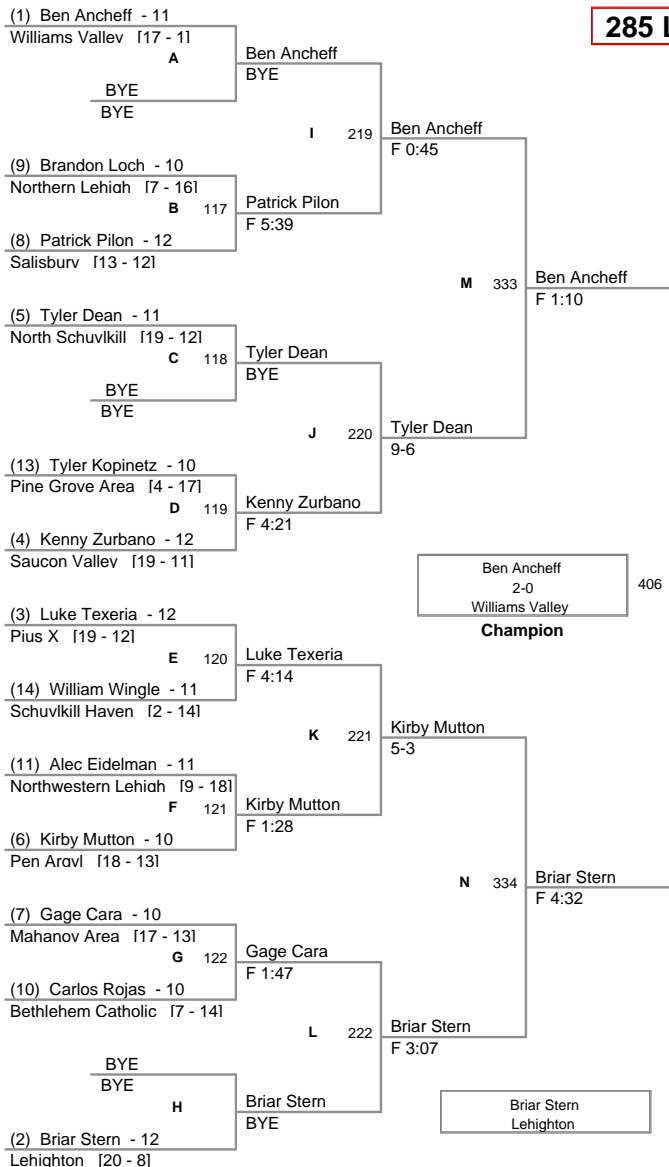 (1) Ben Ancheff - 11
285 L
Williams Valley [17 - 1]
A
Ben Ancheff
BYE
BYE
BYE
I 219
Ben Ancheff
F 0:45
(9) Brandon Loch - 10
Northern Lehigh [7 - 16]
B 117
Patrick Pilon
F 5:39
(8) Patrick Pilon - 12
Salisbury [13 - 12]
M 333
Ben Ancheff
F 1:10
(5) Tyler Dean - 11
North Schuylkill [19 - 12]
C 118
Tyler Dean
BYE
BYE
BYE
J 220
Tyler Dean
9-6
(13) Tyler Kopinetz - 10
Pine Grove Area [4 - 17]
D 119
Kenny Zurbano
F 4:21
(4) Kenny Zurbano - 12
Saucon Valley [19 - 11]
Ben Ancheff
2-0
Williams Valley
406
Champion
(3) Luke Texeria - 12
Pius X [19 - 12]
E 120
Luke Texeria
F 4:14
(14) William Wingle - 11
Schuylkill Haven [2 - 14]
K 221
Kirby Mutton
5-3
(11) Alec Eidelman - 11
Northwestern Lehigh [9 - 18]
F 121
Kirby Mutton
F 1:28
(6) Kirby Mutton - 10
Pen Argyl [18 - 13]
N 334
Briar Stern
F 4:32
(7) Gage Cara - 10
Mahanoy Area [17 - 13]
G 122
Gage Cara
F 1:47
(10) Carlos Rojas - 10
Bethlehem Catholic [7 - 14]
L 222
Briar Stern
F 3:07
BYE
BYE
H
Briar Stern
BYE
(2) Briar Stern - 12
Lehighton [20 - 8]
Briar Stern
Lehighton